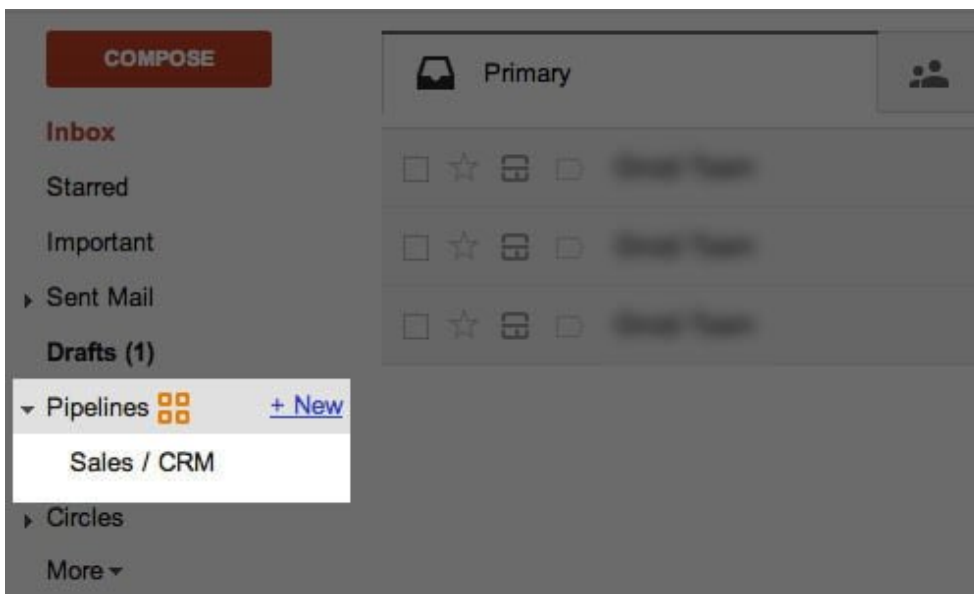 COMPOSE
Primary
Inbox
Starred
Important
Sent Mail
Drafts (1)
Pipelines + New
Sales / CRM
Circles
More